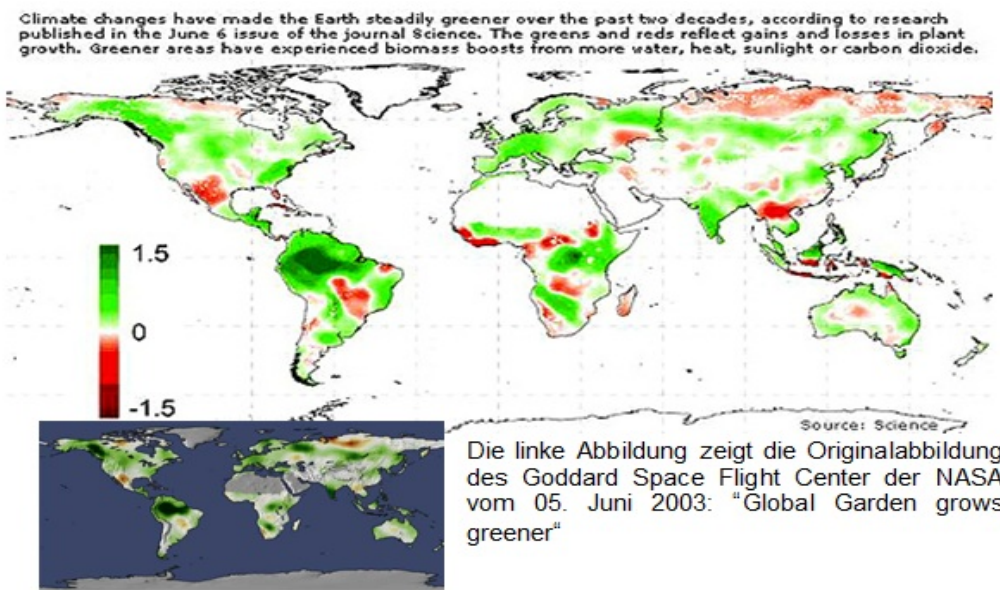 Climate changes have made the Earth steadily greener over the past two decades, according to research
published in the June 6 issue of the journal Science. The greens and reds reflect gains and losses in plant
growth. Greener areas have experienced biomass boosts from more water, heat, sunlight or carbon dioxide.
1.5
0
-1.5
Source: Science
Die linke Abbildung zeigt die Originalabbildung
des Goddard Space Flight Center der NASA
vom 05. Juni 2003: “Global Garden grows
greener“